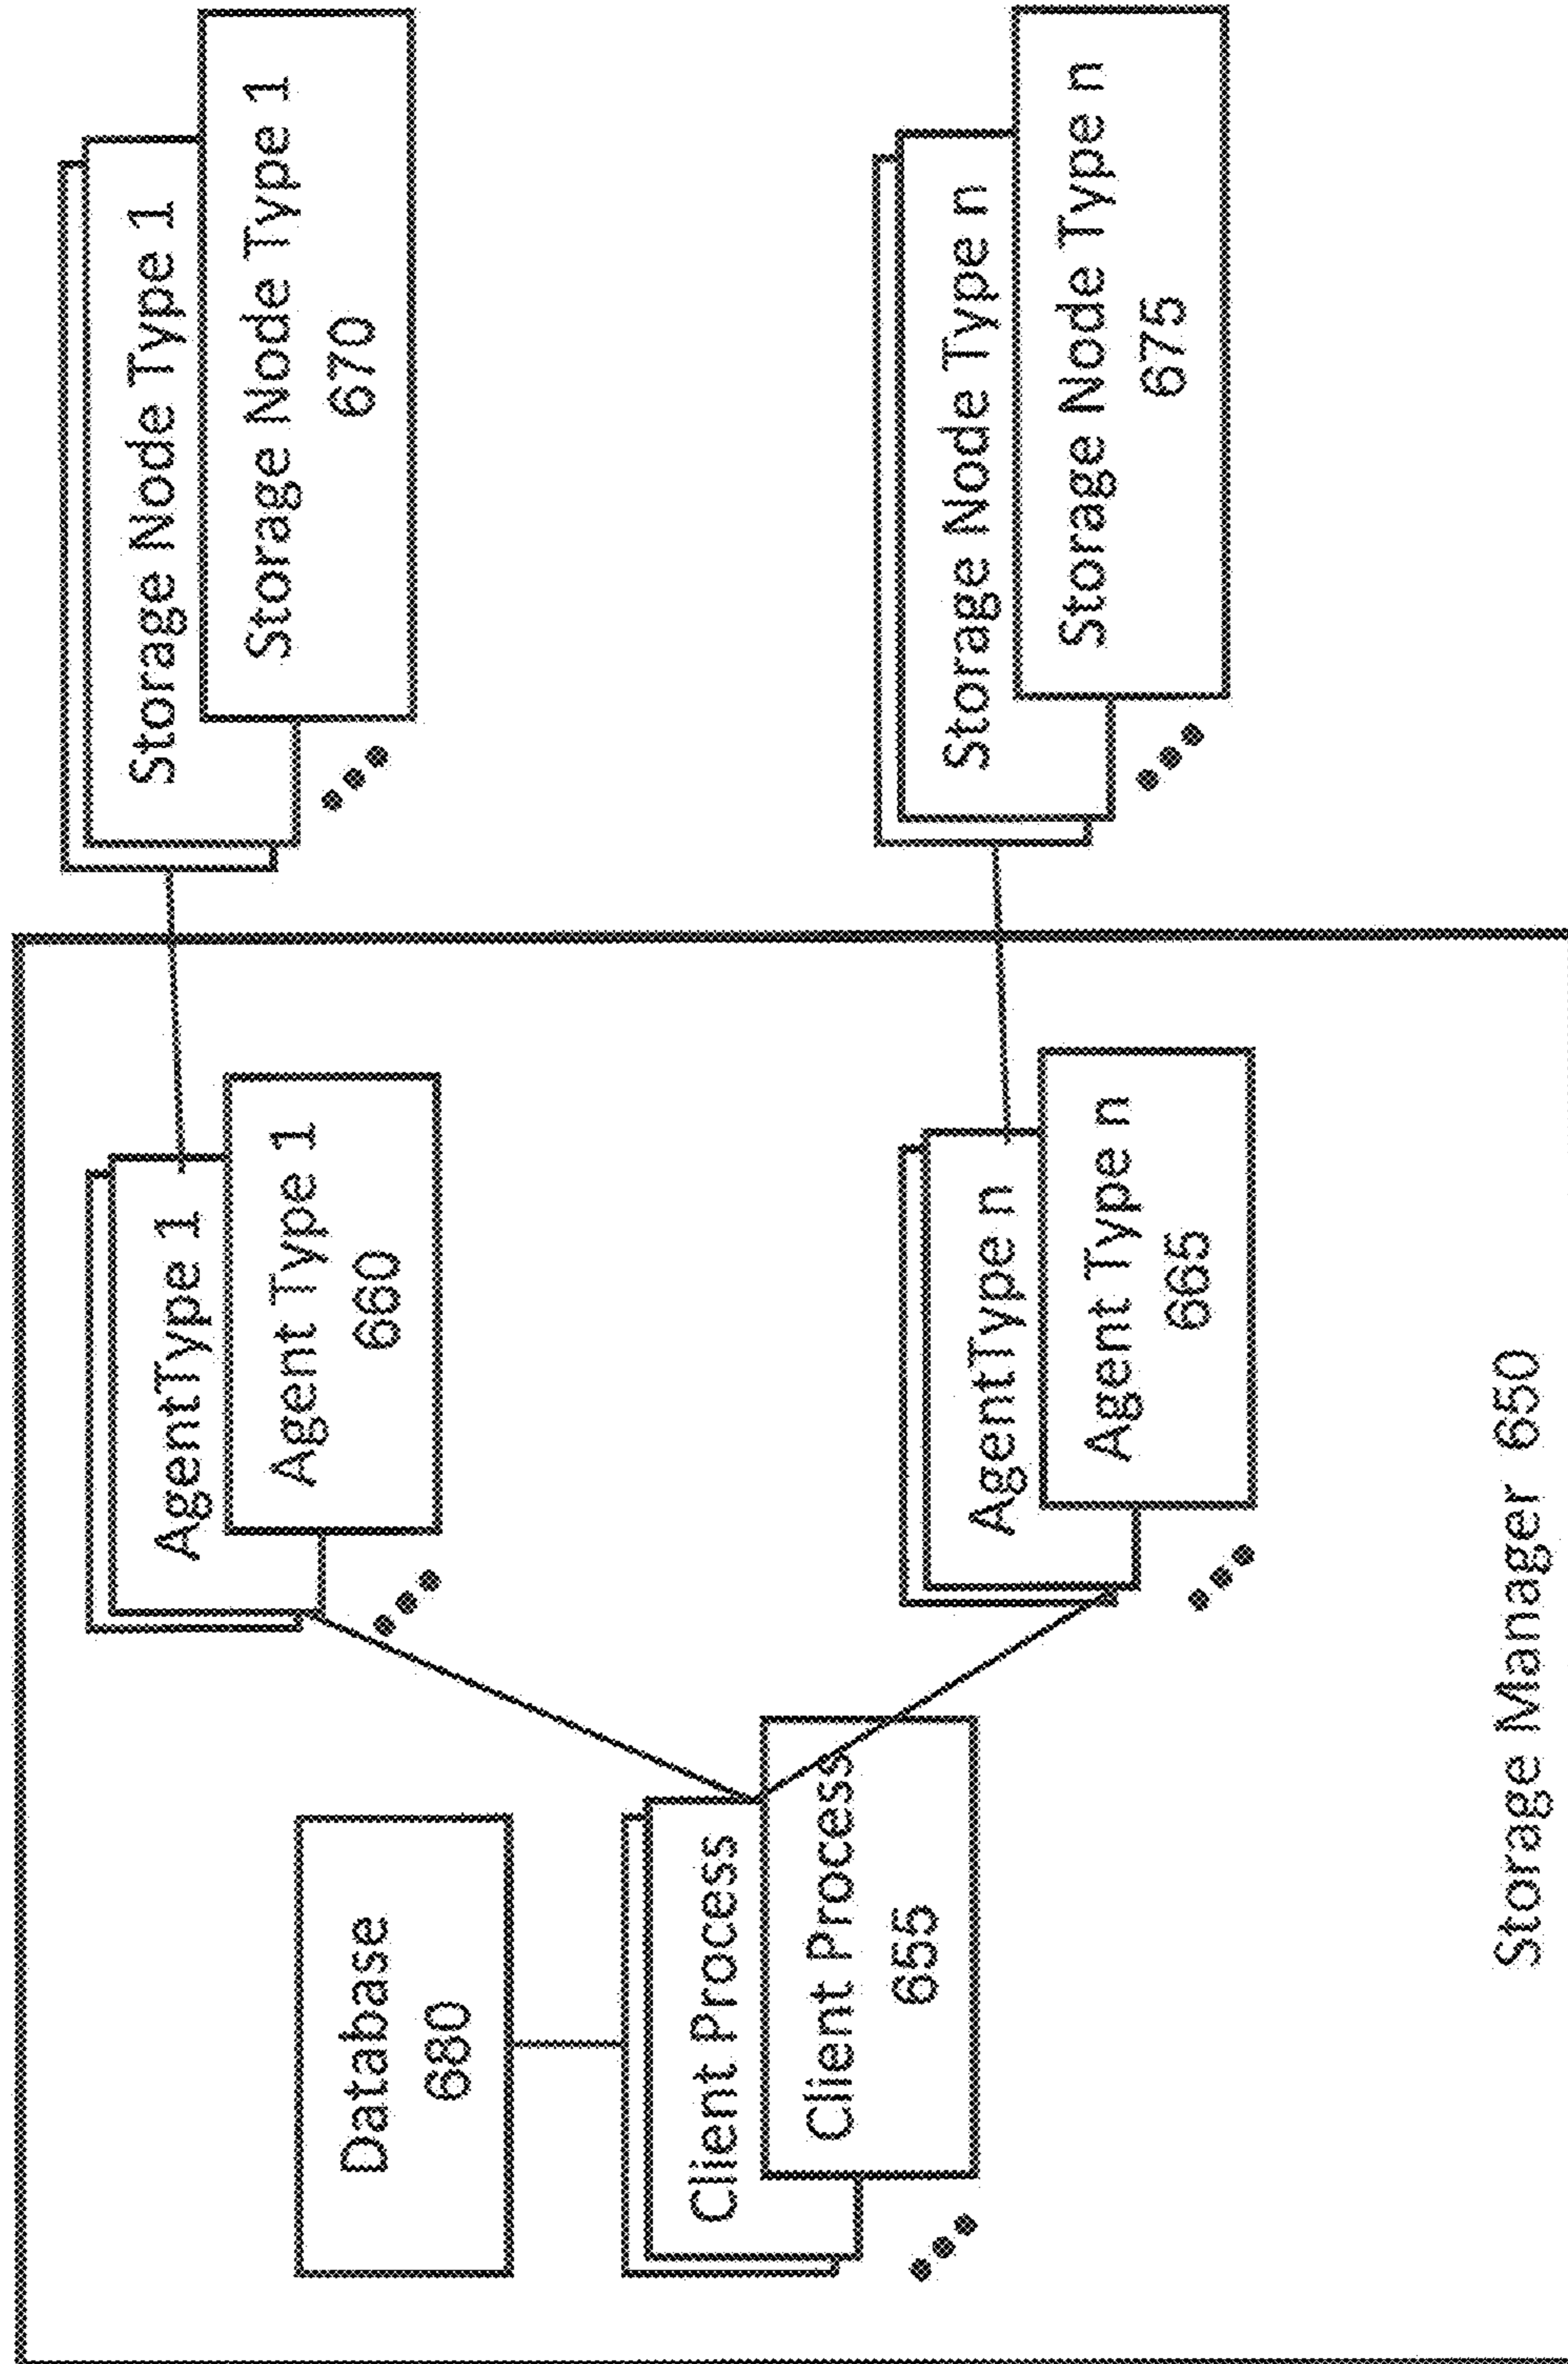 Database
680
Client Process
Client Process
655
AgentType 1
Agent Type 1
660
AgentType n
Agent Type n
665
Storage Node Type 1
Storage Node Type 1
670
Storage Node Type n
Storage Node Type n
675
Storage Manager 650